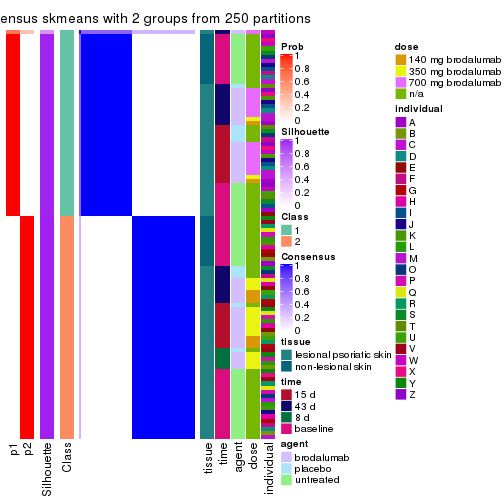 ensus skmeans with 2 groups from 250 partitions
Prob
1
0.8
0.6
0.4
0.2
0
Silhouette
1
0.8
0.6
0.4
0.2
0
Class
1
2
Consensus
1
0.8
0.6
0.4
0.2
0
tissue
lesional psoriatic skin
non-lesional skin
time
15 d
43 d
8 d
baseline
agent
brodalumab
placebo
untreated
dose
140 mg brodalumab
350 mg brodalumab
700 mg brodalumab
n/a
individual
A
B
C
D
E
F
G
H
I
J
K
L
M
O
P
Q
R
S
T
U
V
W
X
Y
Z
p1
p2
Silhouette
Class
tissue
time
agent
dose
individual